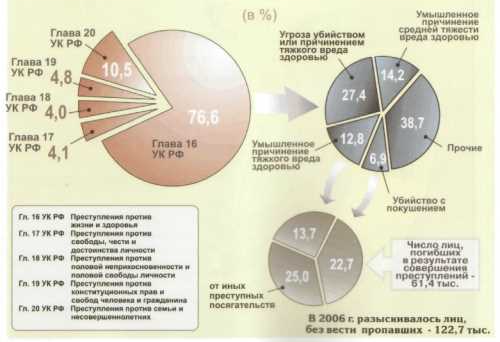 (в %)
Глава 20
УК РФ
10,5
Глава 19
УК РФ
4,8
Глава 18
УК РФ
4,0
Глава 17
УК РФ
4,1
76,6
Глава 16
УК РФ
Умышленное
причинение
средней тяжести
вреда здоровью
14,2
Угроза убийством
или причинением
тяжкого вреда
здоровью
27,4
38,7
Прочие
Умышленное
причинение
тяжкого вреда
здоровью
12,8
6,9
Убийство с
покушением
Гл. 16 УК РФ Преступления против
жизни и здоровья
Гл. 17 УК РФ Преступления против
свободы, чести и
достоинства личности
Гл. 18 УК РФ Преступления против
половой неприкосновенности и
половой свободы личности
Гл. 19 УК РФ Преступления против
конституционных прав и
свобод человека и гражданина
Гл. 20 УК РФ Преступления против семьи и
несовершеннолетних
13,7
22,7
25,0
от иных
преступных
посягательств
Число лиц,
погибших
в результате
совершения
преступлений -
61,4 тыс.
В 2006 г. разыскивалось лиц,
без вести пропавших - 122,7 тыс.